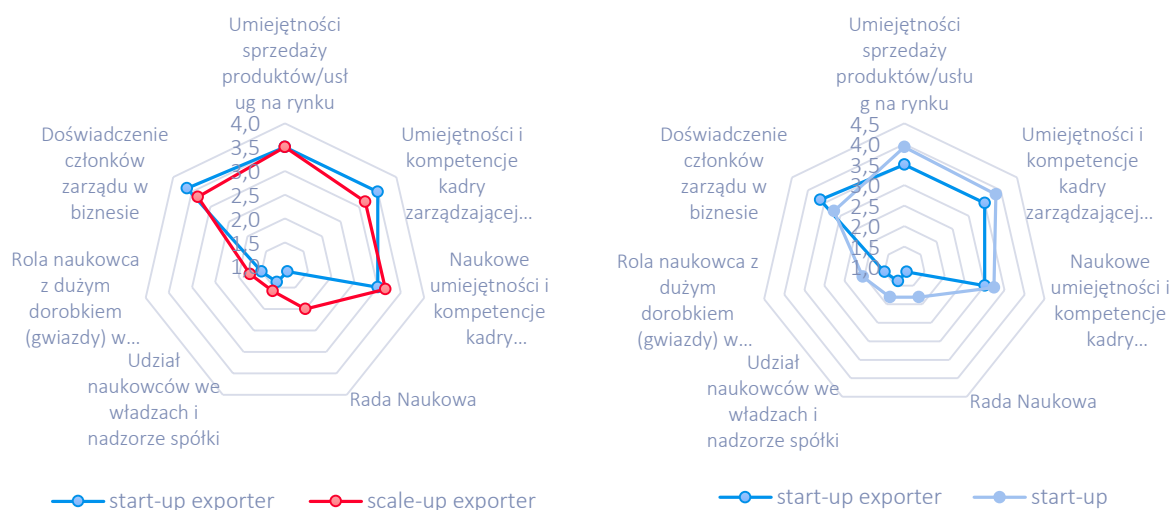 Umiejętności
sprzedaży
produktów/usł
ug na rynku
4,0
3,5
3,0
2,5
2,0
1,5
1,0
Umiejętności i
kompetencje
kadry
zarządzającej...
Naukowe
umiejętności i
kompetencje
kadry...
Rada Naukowa
Udział
naukowców we
władzach i
nadzorze spółki
Rola naukowca
z dużym
dorobkiem
(gwiazdy) w...
Doświadczenie
członków
zarządu w
biznesie
start-up exporter
scale-up exporter
Umiejętności
sprzedaży
produktów/usłu
g na rynku
4,5
4,0
3,5
3,0
2,5
2,0
1,5
1,0
Umiejętności i
kompetencje
kadry
zarządzającej...
Naukowe
umiejętności i
kompetencje
kadry...
Rada Naukowa
Udział
naukowców we
władzach i
nadzorze spółki
Rola naukowca z
dużym
dorobkiem
(gwiazdy) w...
Doświadczenie
członków
zarządu w
biznesie
start-up exporter
start-up